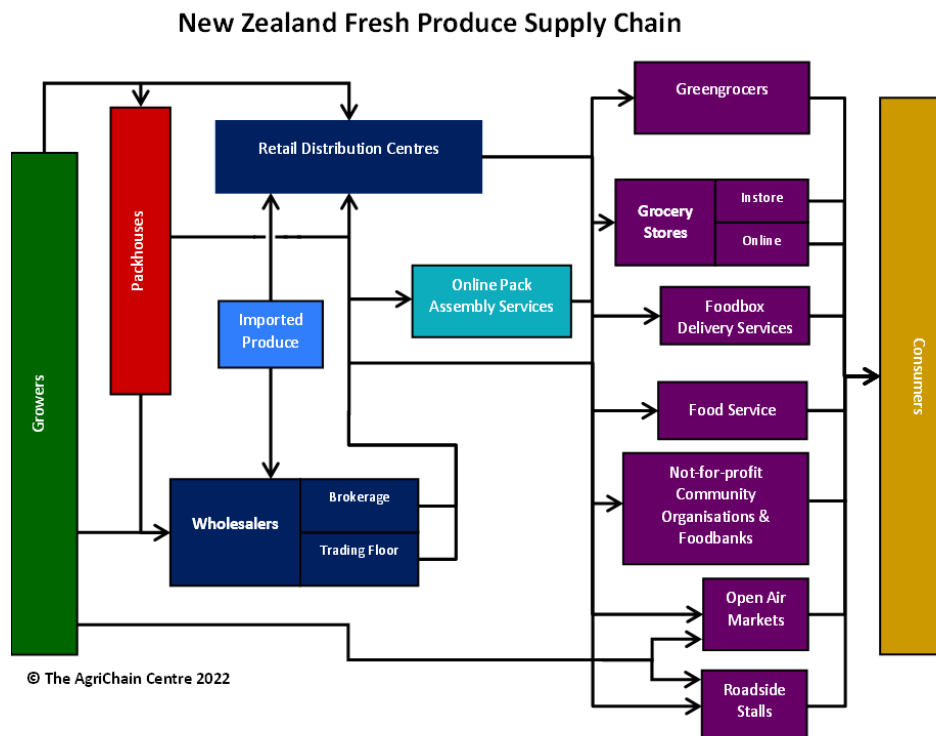 New Zealand Fresh Produce Supply Chain
Growers
Packhouses
Retail Distribution Centres
Imported
Produce
Wholesalers
Brokerage
Trading Floor
Online Pack
Assembly Services
Greengrocers
Grocery
Stores
Instore
Online
Foodbox
Delivery Services
Food Service
Not-for-profit
Community
Organisations &
Foodbanks
Open Air
Markets
Roadside
Stalls
Consumers
© The AgriChain Centre 2022